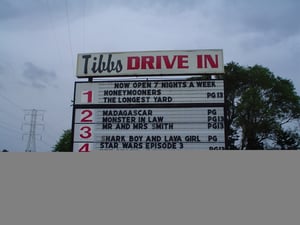 Tibbs DRIVE IN
NOW OPEN 7 NIGHTS A WEEK
1 HONEYMOONERS PG13
THE LONGEST YARD
2 MADAGASCAR PG
MONSTER IN LAW PG13
3 MR AND MRS SMITH PG13
SHARK BOY AND LAVA GIRL PG
4 STAR WARS EPISODE 3